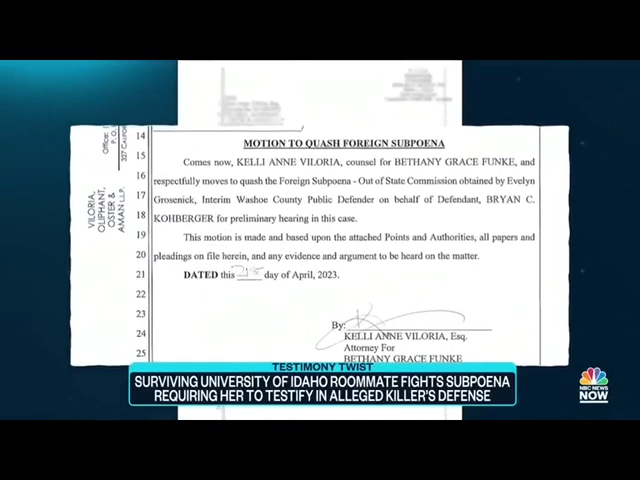 MOTION TO QUASH FOREIGN SUBPOENA
14
15 Comes now, KELLI ANNE VILORIA, counsel for BETHANY GRACE FUNKE, and
16 respectfully moves to quash the Foreign Subpoena - Out of State Commission obtained by Evelyn
17 Grosenick, Interim Washoe County Public Defender on behalf of Defendant, BRYAN C.
18 KOHBERGER for preliminary hearing in this case.
19 This motion is made and based upon the attached Points and Authorities, all papers and
20 pleadings on file herein, and any evidence and argument to be heard on the matter.
21 DATED this 21st day of April, 2023.
22
23 By:
24 KELLI ANNE VILORIA, Esq.
Attorney For
25 BETHANY GRACE FUNKE
VILORIA,
OLIPHANT,
OSTER &
AMAN L.L.P.
Office:
P.O.
327
TESTIMONY TWIST
SURVIVING UNIVERSITY OF IDAHO ROOMMATE FIGHTS SUBPOENA
REQUIRING HER TO TESTIFY IN ALLEGED KILLER'S DEFENSE
NBC NEWS
NOW